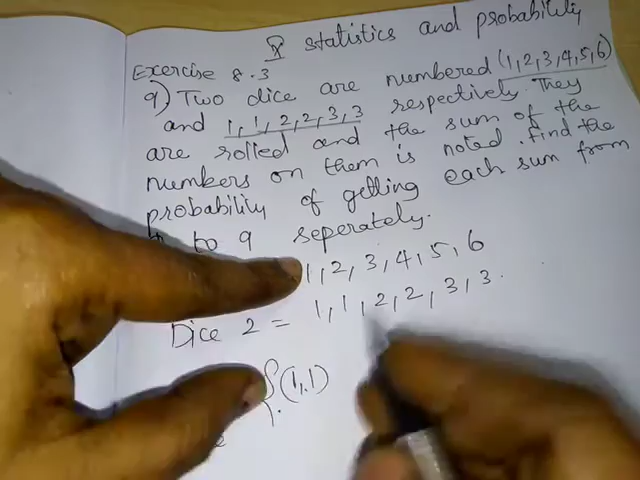 8 statistics and probability
Exercise 8.3
9) Two dice are numbered (1,2,3,4,5,6)
and 1,1,2,2,3,3 respectively. They
are rolled and the sum of the
numbers on them is noted. Find the
probability of getting each sum from
to 9 seperately.
1,2,3,4,5,6
Dice 2 = 1,1,2,2,3,3.
{(1,1)